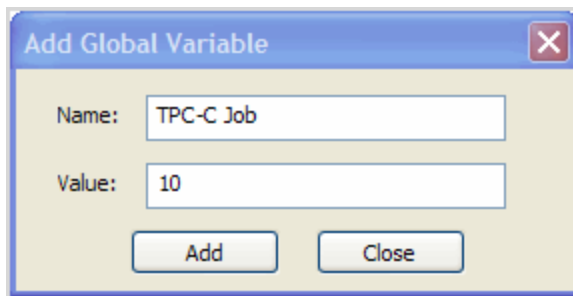 Add Global Variable
Name: TPC-C Job
Value: 10
Add Close